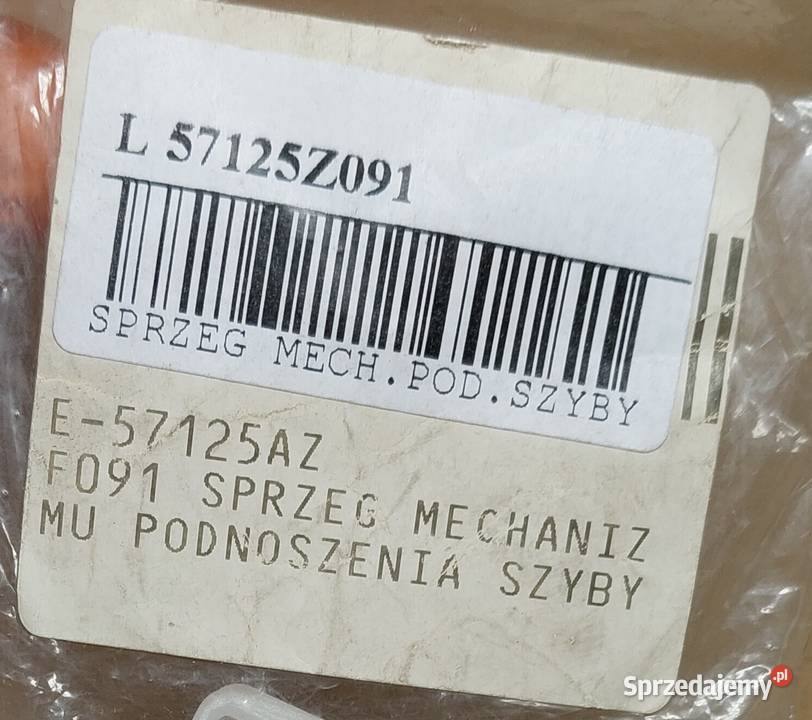 L 57125Z091
SPRZEG MECH.POD.SZYBY
E-57125AZ
F091 SPRZEG MECHANIZ
MU PODNOSZENIA SZYBY
Sprzedajemy.pl